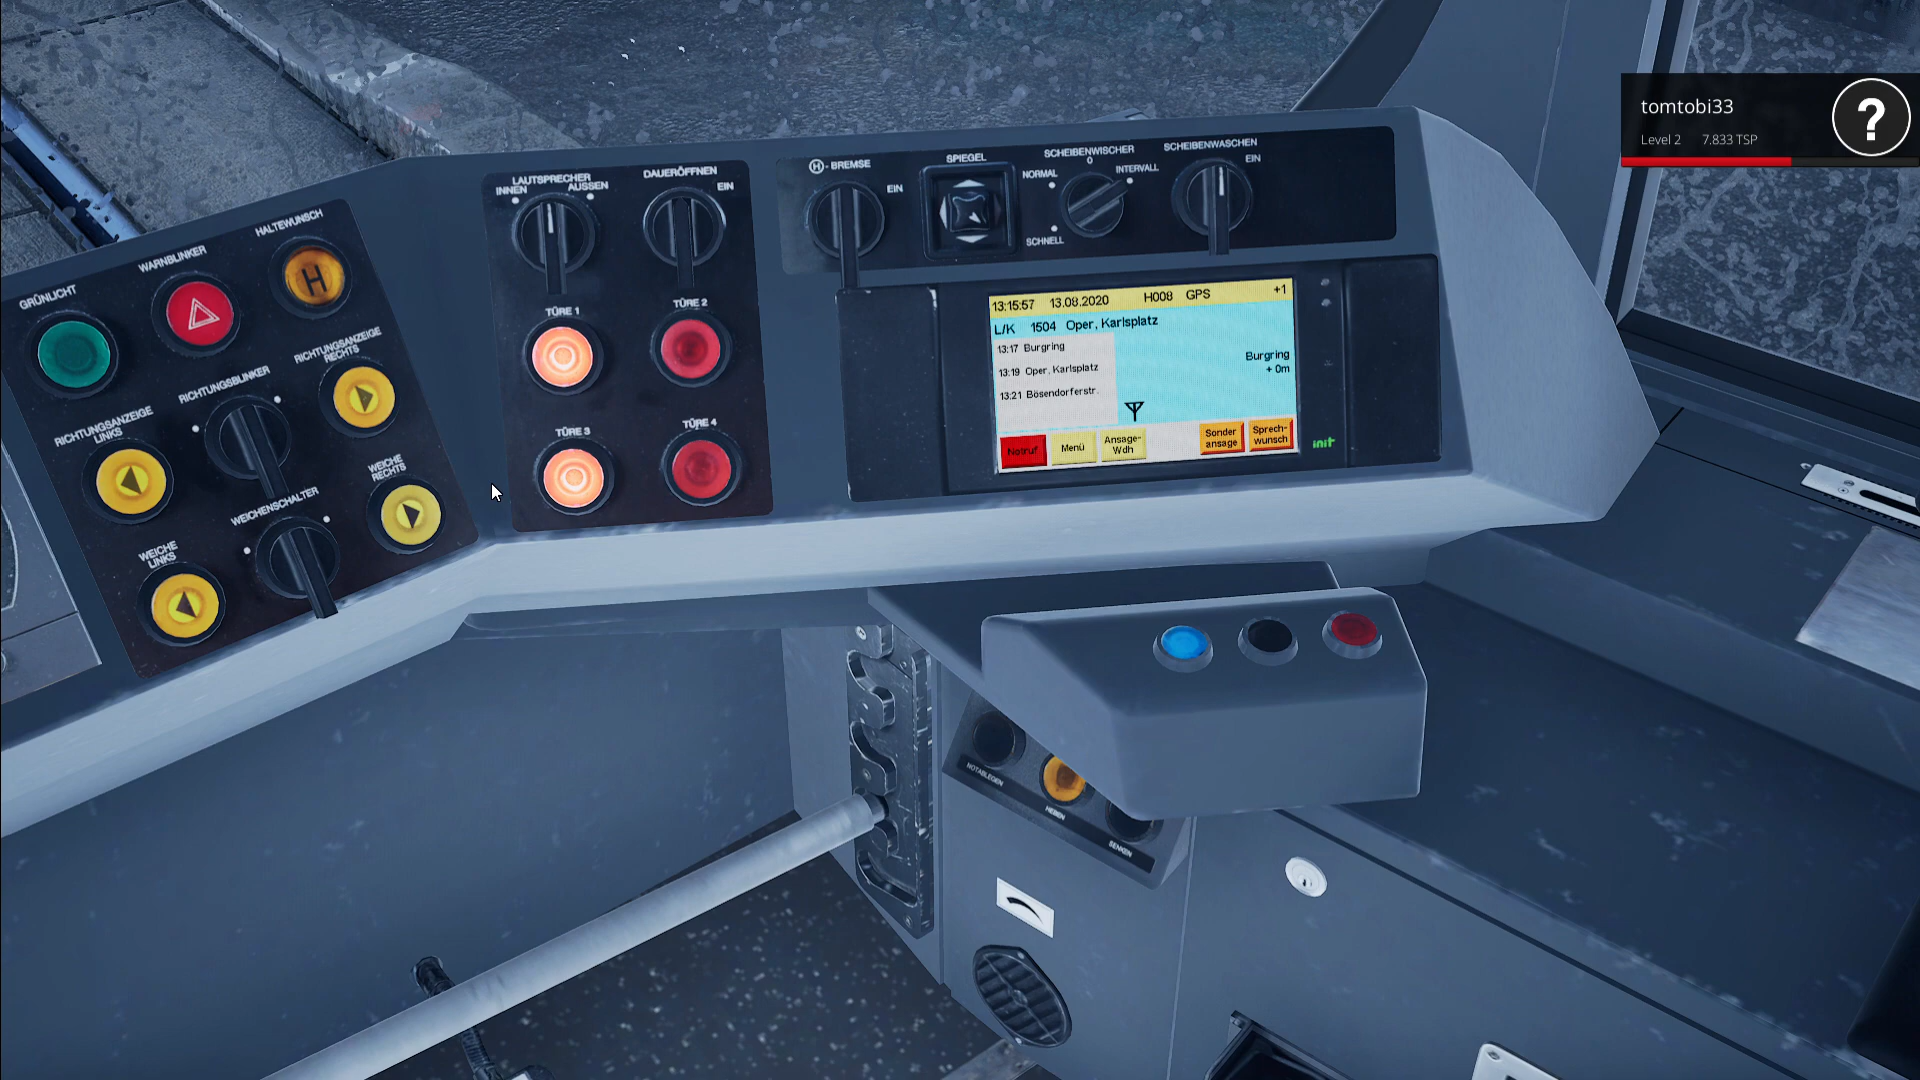 tomtobi33
Level 2 7.833 TSP
?
GRÜNLICHT
WARNBLINKER
HALTEWUNSCH
H
RICHTUNGSANZEIGE
LINKS
RICHTUNGSBLINKER
RICHTUNGSANZEIGE
RECHTS
WEICHE
LINKS
WEICHENSCHALTER
WEICHE
RECHTS
LAUTSPRECHER
INNEN AUSSEN
DAUERÖFFNEN
EIN
TÜRE 1
TÜRE 2
TÜRE 3
TÜRE 4
H - BREMSE
EIN
SPIEGEL
SCHEIBENWISCHER
0
NORMAL INTERVALL
SCHNELL
SCHEIBENWASCHEN
EIN
13:15:57 13.08.2020 H008 GPS +1
L/K 1504 Oper, Karlsplatz
13:17 Burgring
13:19 Oper, Karlsplatz
13:21 Bösendorferstr.
Burgring
+ 0m
Notruf
Menü
Ansage-
Wdh
Sonder
ansage
Sprech-
wunsch
init
NOTABLEGEN
HEBEN
SENKEN